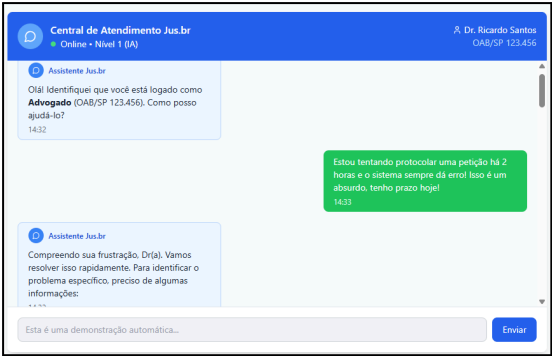 Central de Atendimento Jus.br
Online • Nível 1 (IA)
Dr. Ricardo Santos
OAB/SP 123.456
Assistente Jus.br
Olá! Identifiquei que você está logado como
Advogado (OAB/SP 123.456). Como posso
ajudá-lo?
14:32
Estou tentando protocolar uma petição há 2
horas e o sistema sempre dá erro! Isso é um
absurdo, tenho prazo hoje!
14:33
Assistente Jus.br
Compreendo sua frustração, Dr(a). Vamos
resolver isso rapidamente. Para identificar o
problema específico, preciso de algumas
informações:
Esta é uma demonstração automática...
Enviar